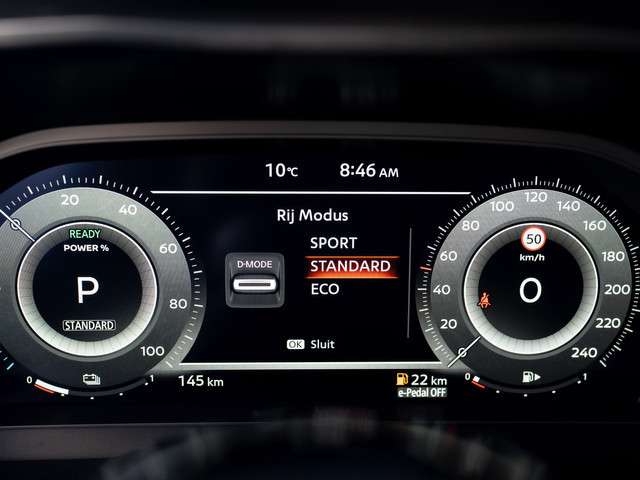 10°C 8:46 AM
Rij Modus
SPORT
STANDARD
ECO
D-MODE
OK Sluit
20
40
60
80
100
READY
POWER %
P
STANDARD
0 1
145 km
0
20
40
60
80
100
120
140
160
180
200
220
240
50
km/h
0
0 1
22 km
e-Pedal OFF